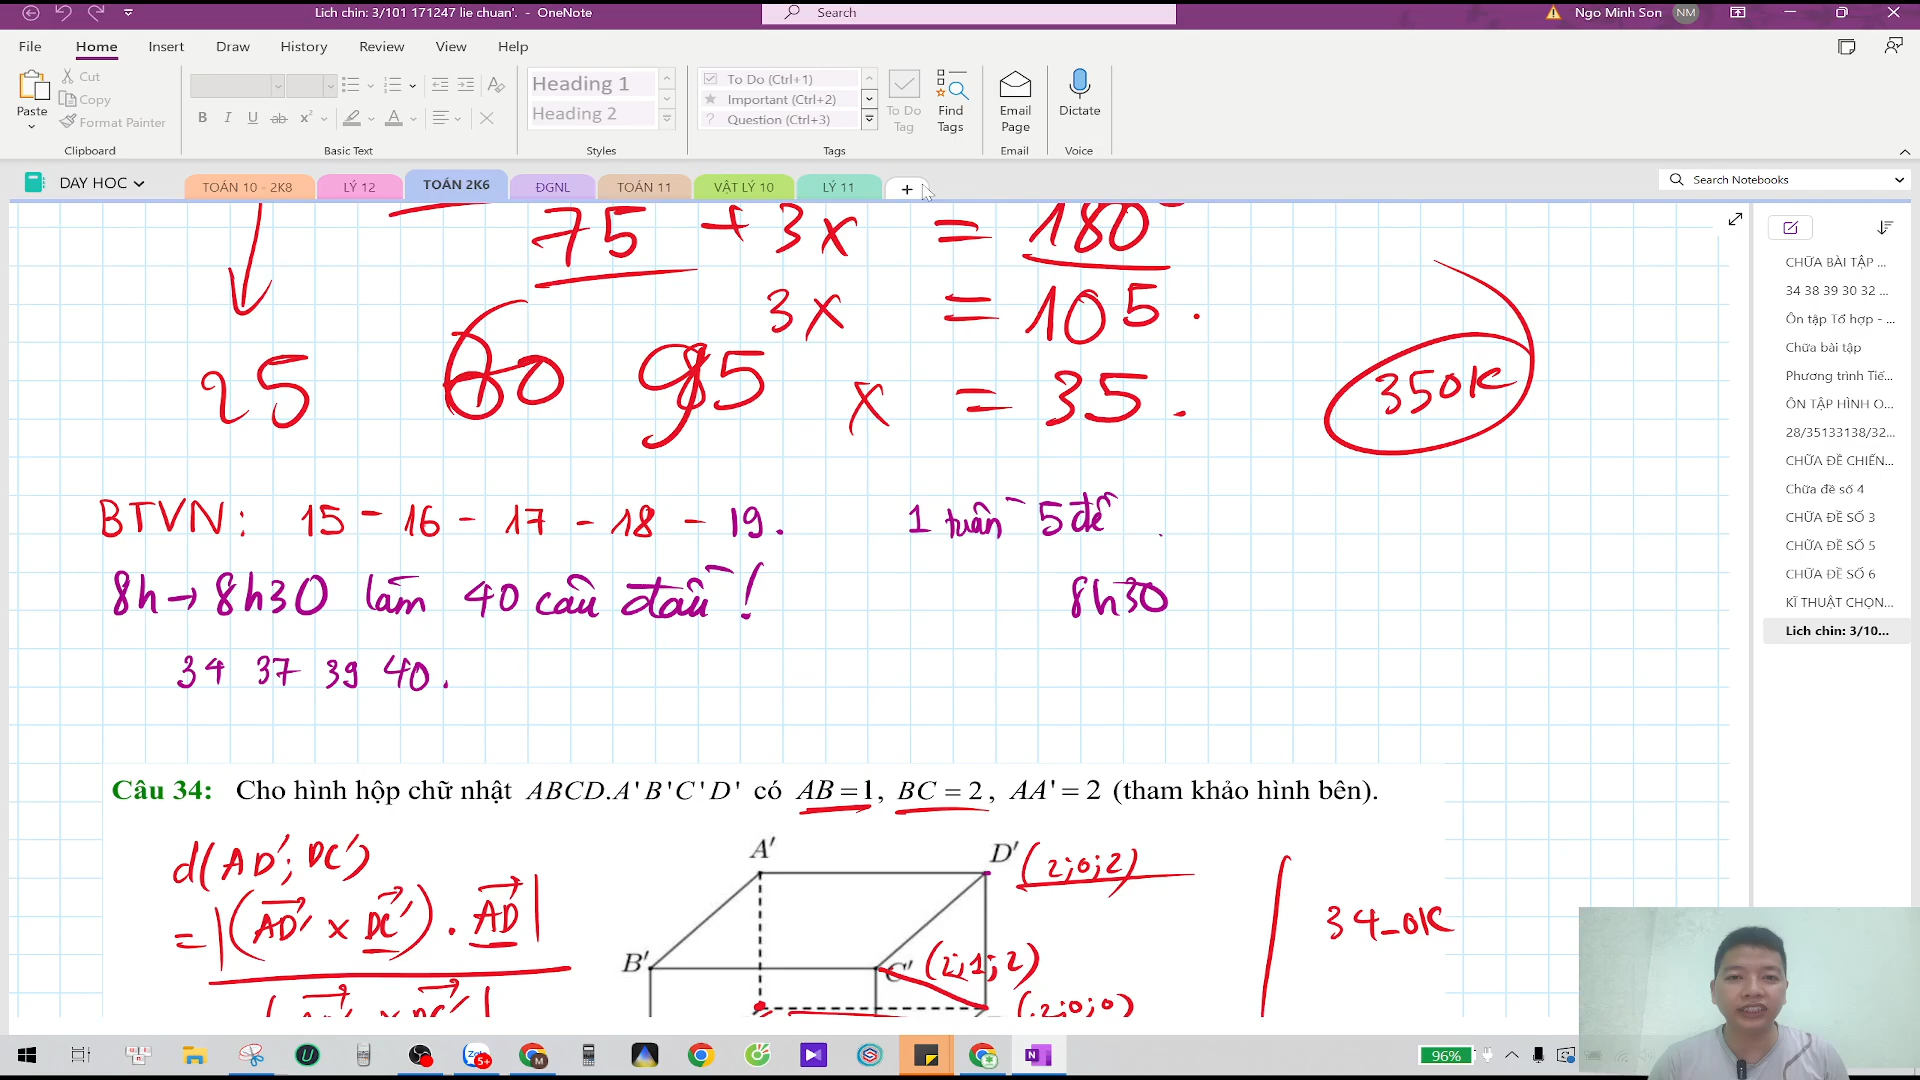 Lich chin: 3/101 171247 lie chuan'. - OneNote
Search
Ngo Minh Son NM
File Home Insert Draw History Review View Help
Paste
Cut
Copy
Format Painter
Clipboard
B I U ab x
Basic Text
Heading 1
Heading 2
Styles
To Do (Ctrl+1)
Important (Ctrl+2)
Question (Ctrl+3)
To Do Tag
Find Tags
Tags
Email Page
Email
Dictate
Voice
DAY HOC
TOÁN 10 - 2K8
LÝ 12
TOÁN 2K6
ĐGNL
TOÁN 11
VẬT LÝ 10
LÝ 11
+
Search Notebooks
CHỮA BÀI TẬP ...
34 38 39 30 32 ...
Ôn tập Tổ hợp - ...
Chữa bài tập
Phương trình Tiế...
ÔN TẬP HÌNH O...
28/35133138/32...
CHỮA ĐỀ CHIẾN...
Chữa đề số 4
CHỮA ĐỀ SỐ 3
CHỮA ĐỀ SỐ 5
CHỮA ĐỀ SỐ 6
KĨ THUẬT CHỌN...
Lich chin: 3/10...
75 + 3x = 180
3x = 105.
25 60 85 x = 35.
350K
BTVN: 15 - 16 - 17 - 18 - 19. 1 tuần 5 đề
8h → 8h30 làm 40 câu đầu! 8h30
34 37 39 40.
Câu 34: Cho hình hộp chữ nhật ABCD.A'B'C'D' có AB = 1, BC = 2, AA' = 2 (tham khảo hình bên).
d(AD'; DC')
= |(AD' × DC') . AD|
A'
D' (2;0;2)
B'
C' (2;1;2)
(2;0;0)
34_OK
96%